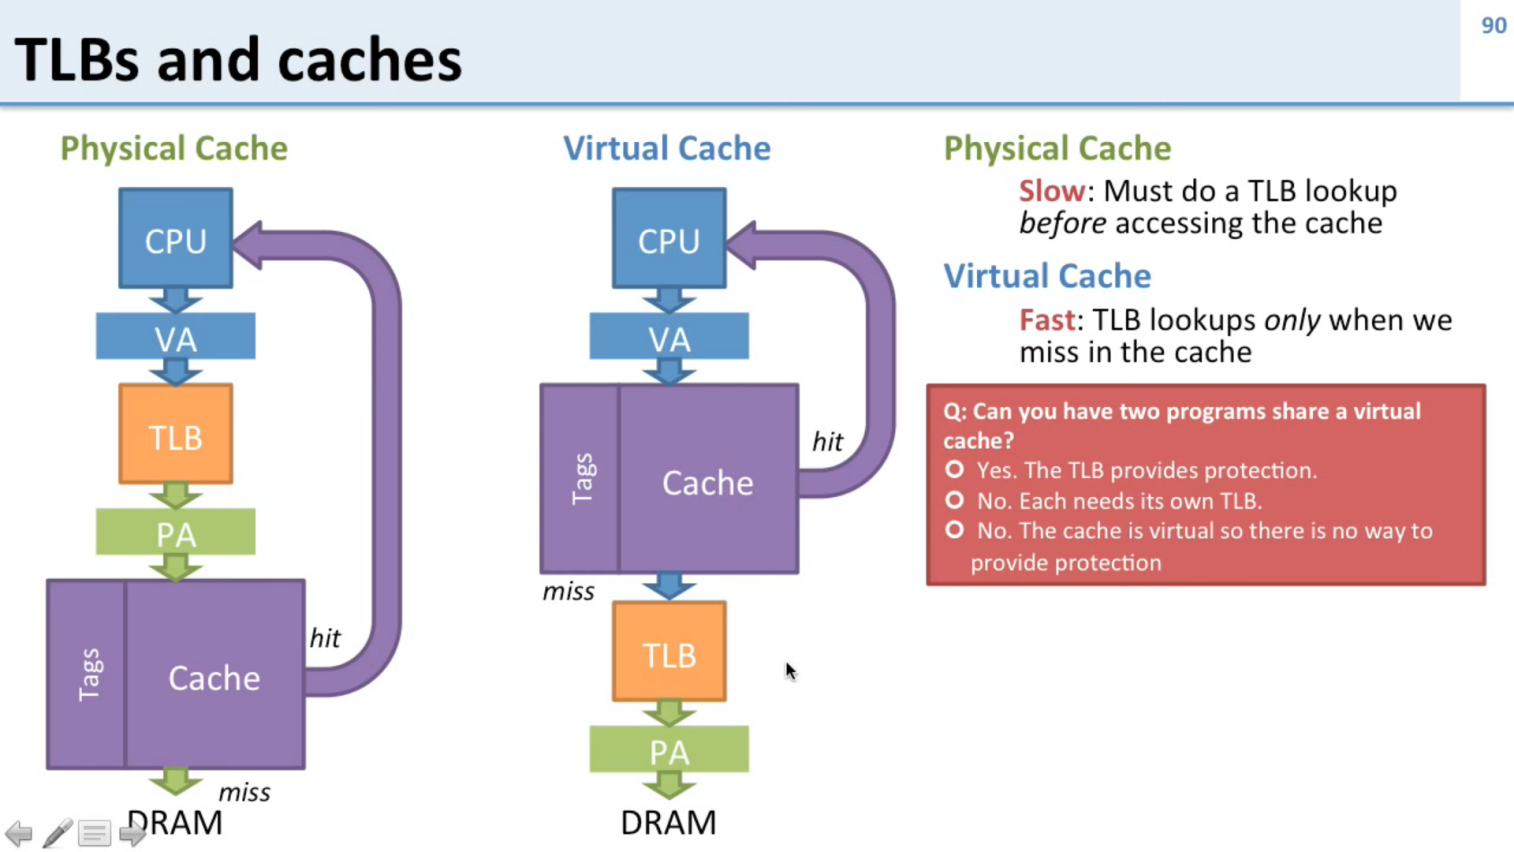 TLBs and caches
90
Physical Cache
CPU
VA
TLB
PA
Tags
Cache
hit
miss
DRAM
Virtual Cache
CPU
VA
Tags
Cache
hit
miss
TLB
PA
DRAM
Physical Cache
Slow: Must do a TLB lookup
before accessing the cache
Virtual Cache
Fast: TLB lookups only when we
miss in the cache
Q: Can you have two programs share a virtual
cache?
Yes. The TLB provides protection.
No. Each needs its own TLB.
No. The cache is virtual so there is no way to
provide protection